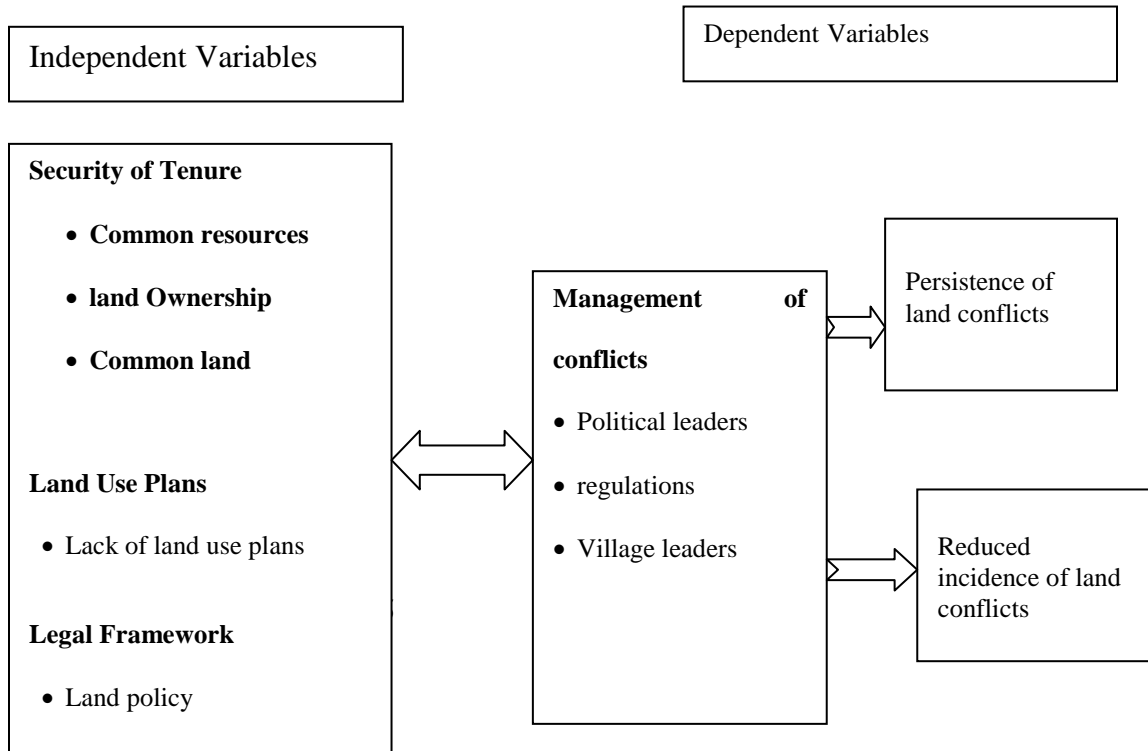 Independent Variables
Dependent Variables
Security of Tenure
• Common resources
• land Ownership
• Common land
Land Use Plans
• Lack of land use plans
Legal Framework
• Land policy
Management of
conflicts
• Political leaders
• regulations
• Village leaders
Persistence of
land conflicts
Reduced
incidence of land
conflicts